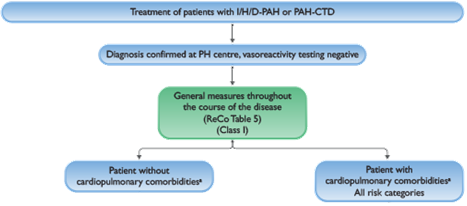 Treatment of patients with I/H/D-PAH or PAH-CTD
Diagnosis confirmed at PH centre, vasoreactivity testing negative
General measures throughout
the course of the disease
(ReCo Table 5)
(Class I)
Patient without
cardiopulmonary comorbiditiesᵃ
Patient with
cardiopulmonary comorbiditiesᵃ
All risk categories